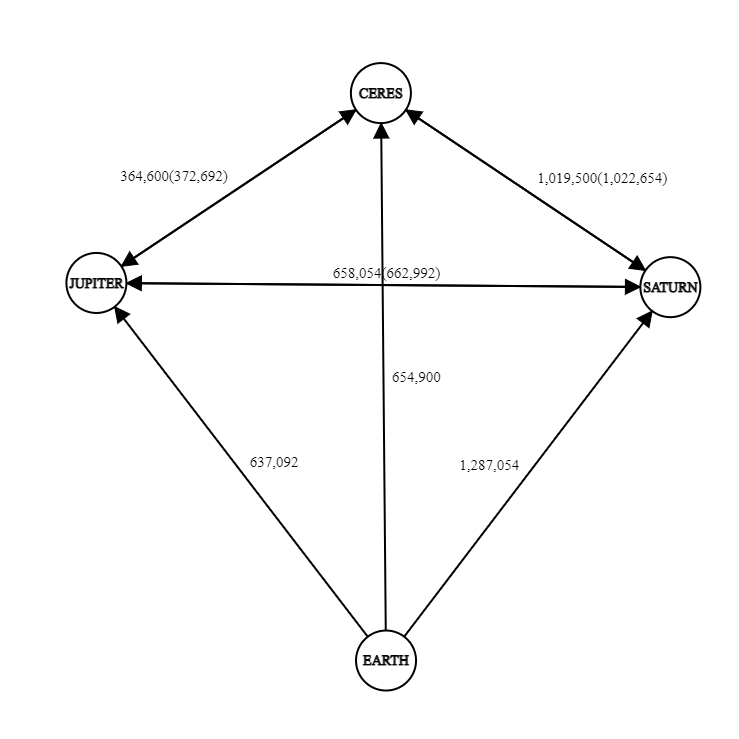 CERES
364,600(372,692)
1,019,500(1,022,654)
658,054(662,992)
JUPITER
SATURN
654,900
637,092
1,287,054
EARTH